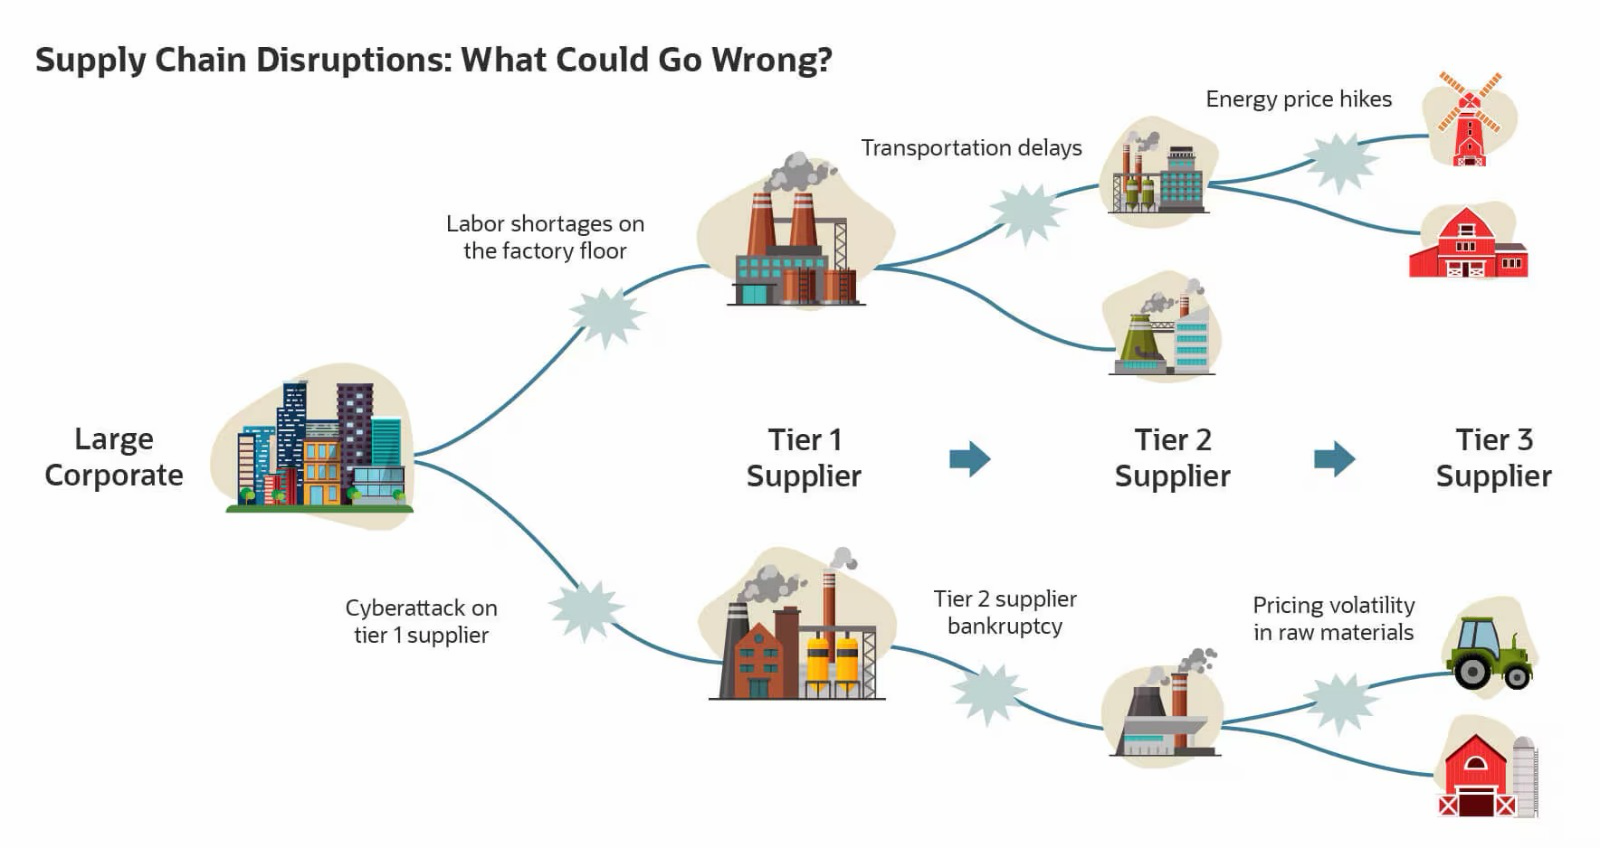 Supply Chain Disruptions: What Could Go Wrong?
Energy price hikes
Transportation delays
Labor shortages on
the factory floor
Large
Corporate
Tier 1
Supplier
Tier 2
Supplier
Tier 3
Supplier
Cyberattack on
tier 1 supplier
Tier 2 supplier
bankruptcy
Pricing volatility
in raw materials